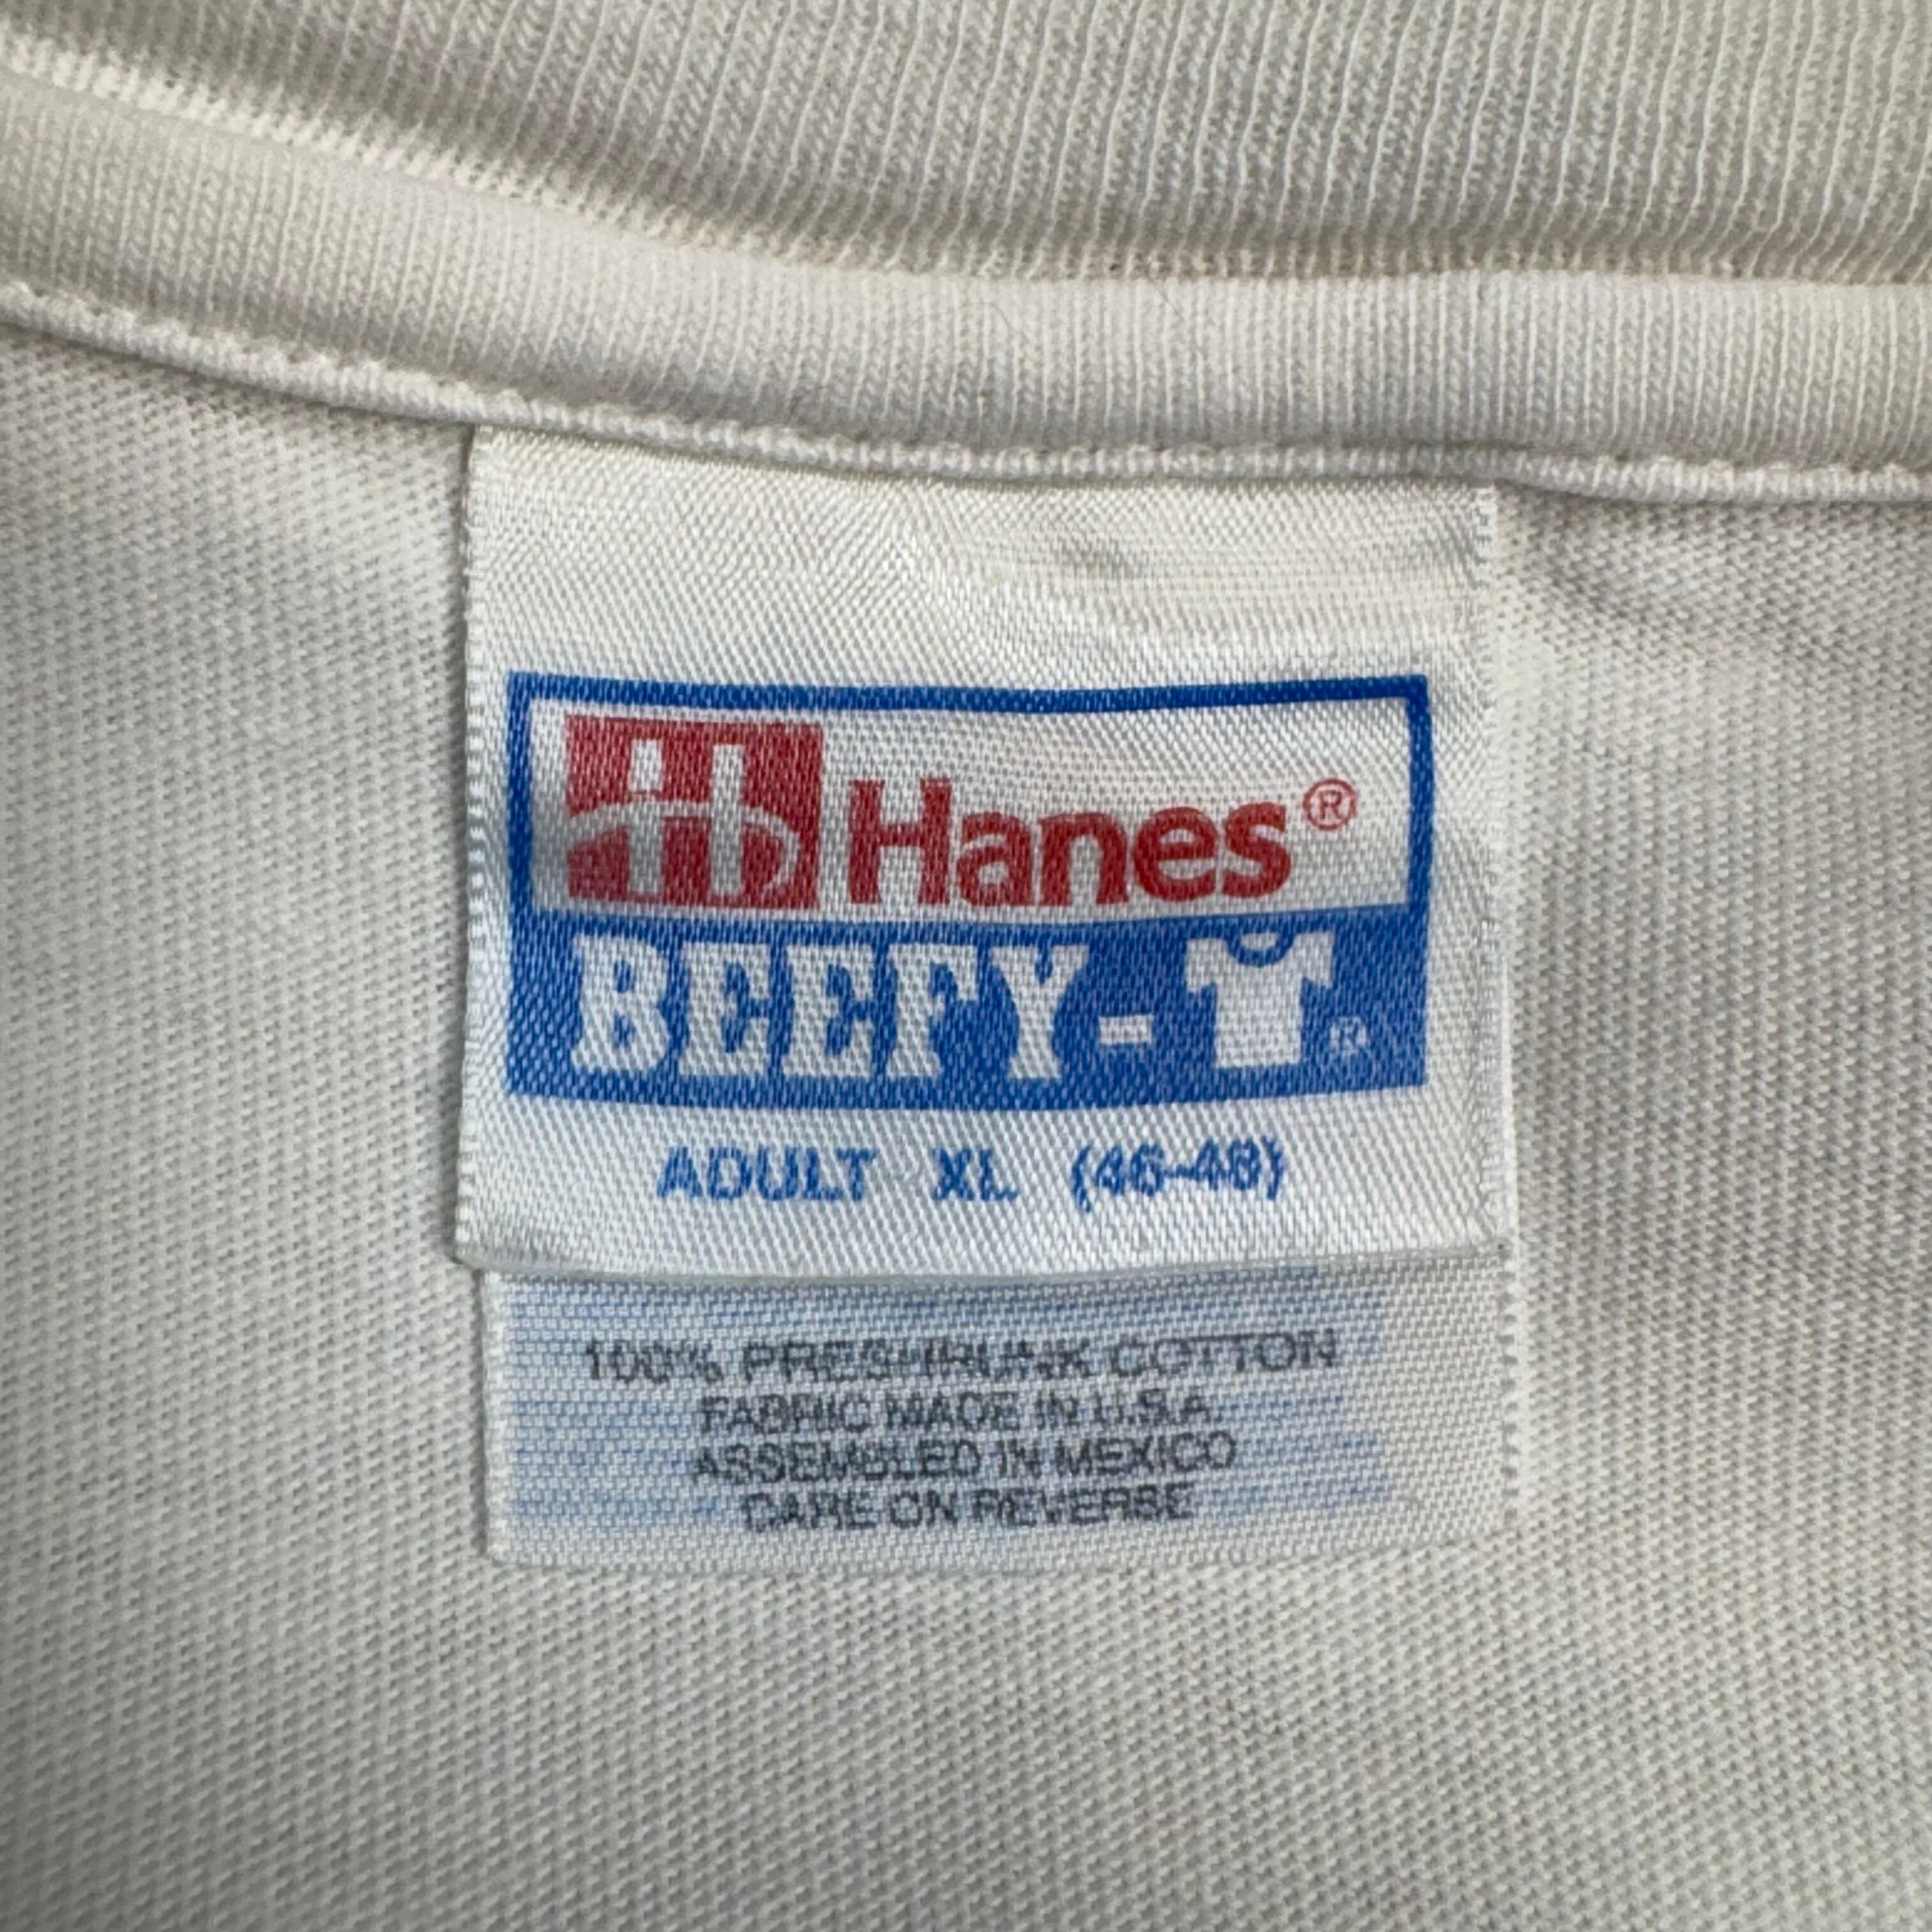 Hanes®
BEEFY-®
ADULT XL (46-48)
100% PRESHRUNK COTTON
FABRIC MADE IN U.S.A.
ASSEMBLED IN MEXICO
CARE ON REVERSE